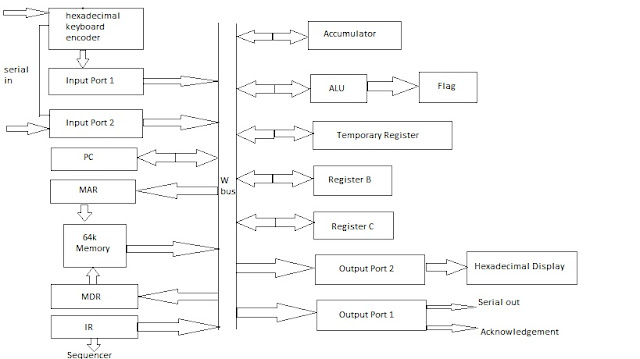 hexadecimal
keyboard
encoder
serial
in
Input Port 1
Input Port 2
PC
MAR
64k
Memory
MDR
IR
Sequencer
W
bus
Accumulator
ALU
Flag
Temporary Register
Register B
Register C
Output Port 2
Hexadecimal Display
Output Port 1
Serial out
Acknowledgement